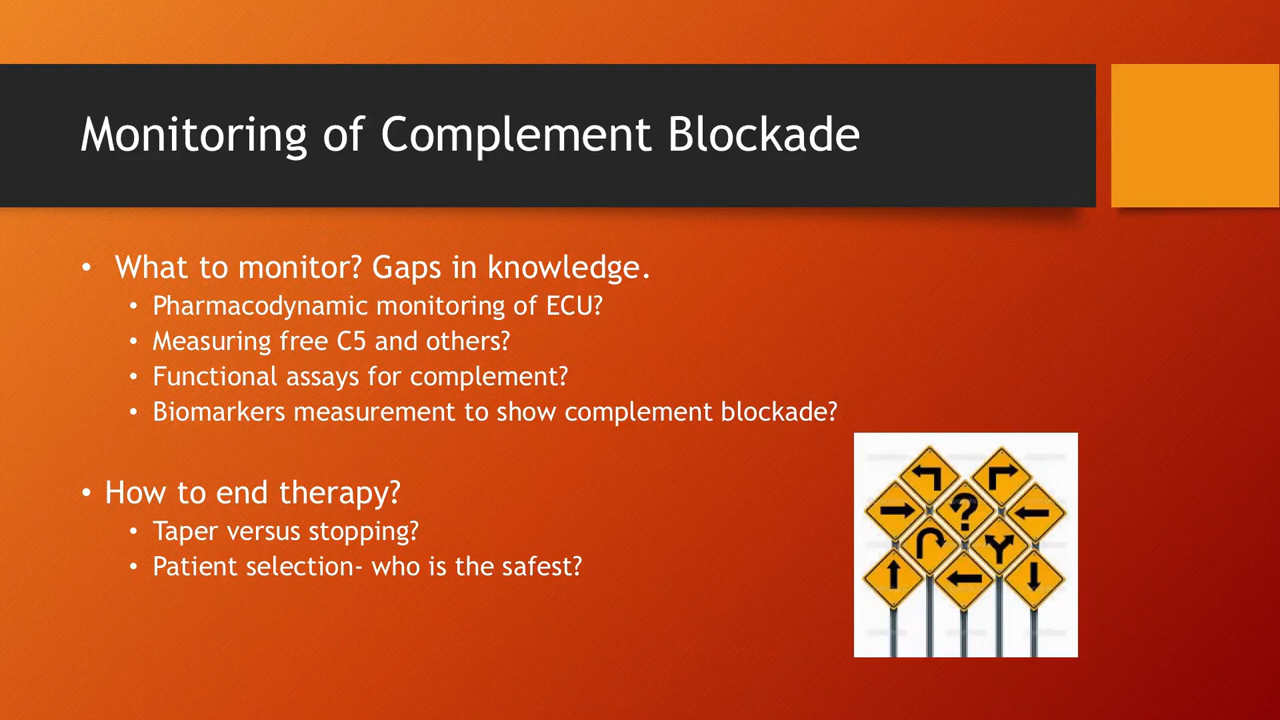 Monitoring of Complement Blockade
• What to monitor? Gaps in knowledge.
• Pharmacodynamic monitoring of ECU?
• Measuring free C5 and others?
• Functional assays for complement?
• Biomarkers measurement to show complement blockade?
• How to end therapy?
• Taper versus stopping?
• Patient selection- who is the safest?
?